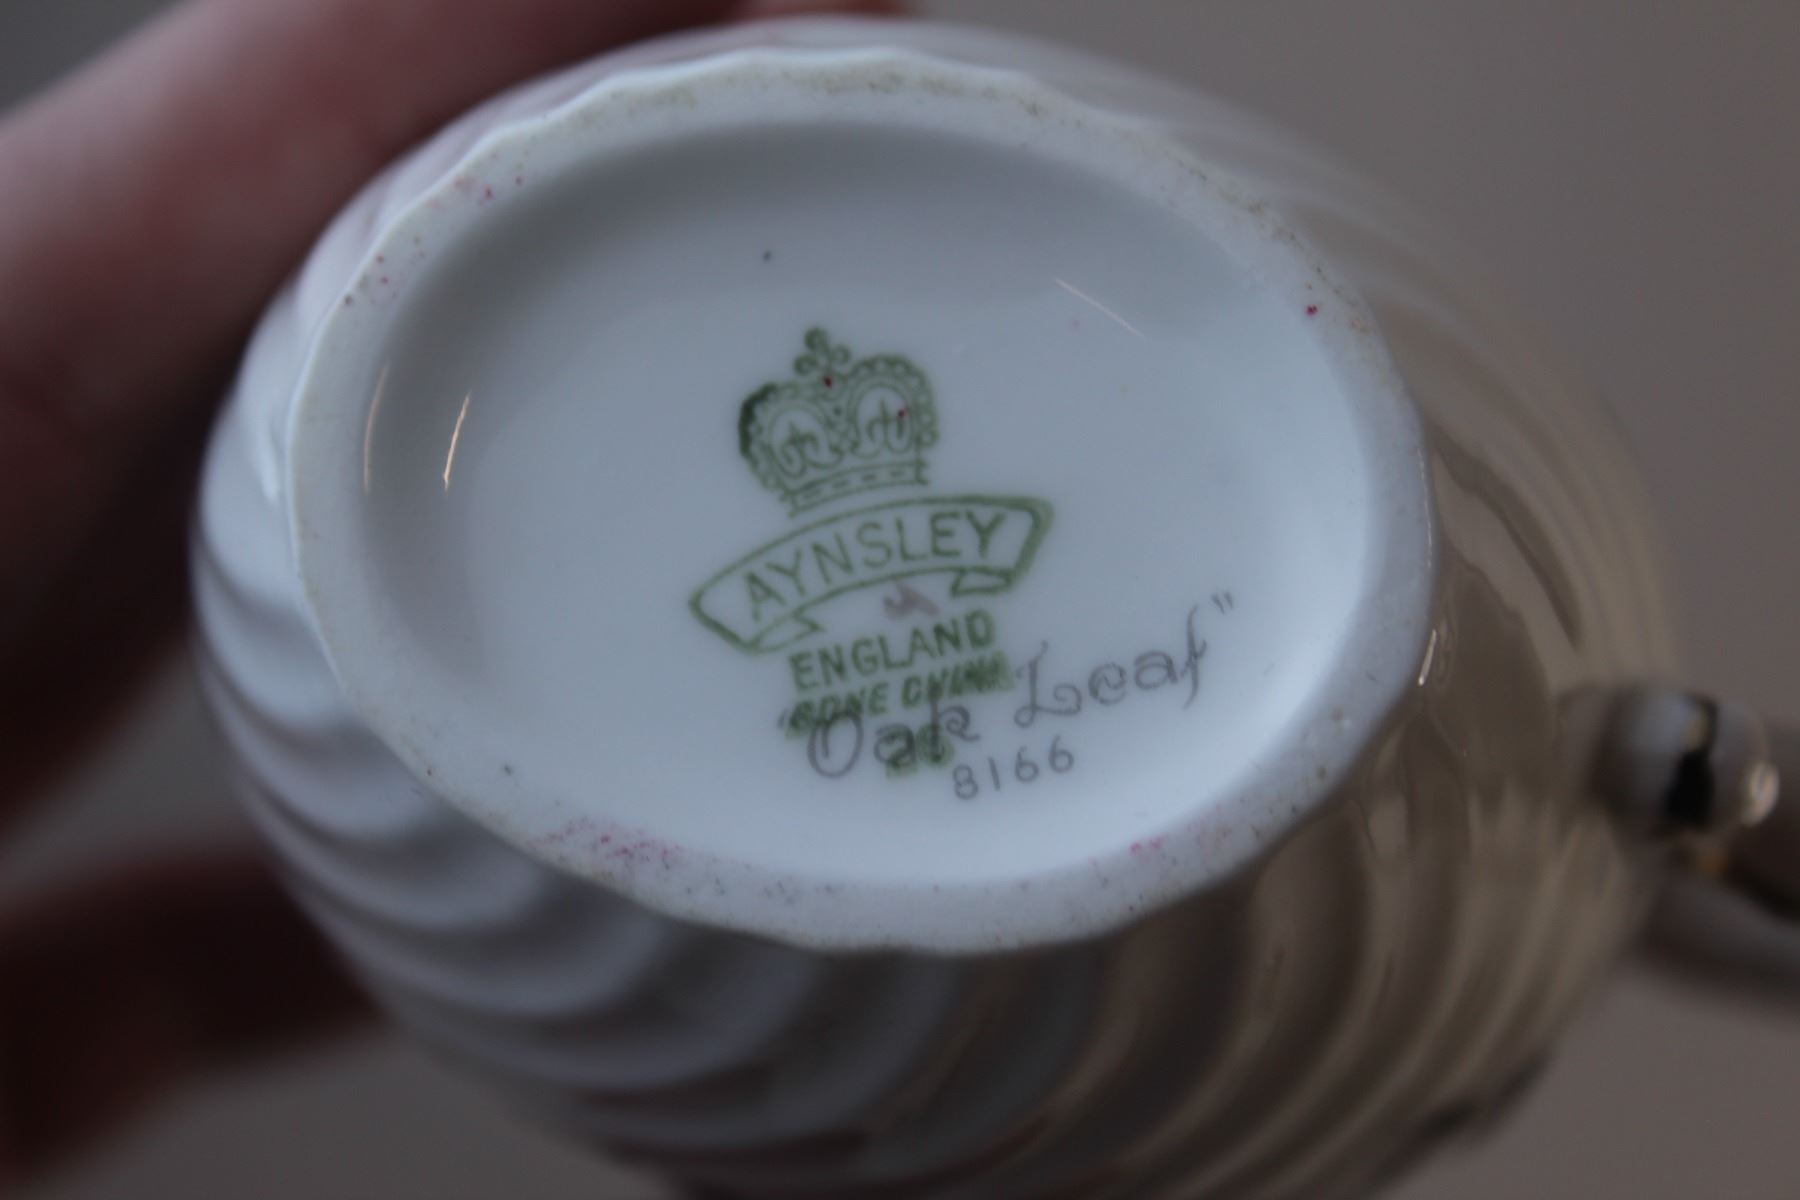 AYNSLEY
ENGLAND
BONE CHINA
"Oak Leaf"
8166